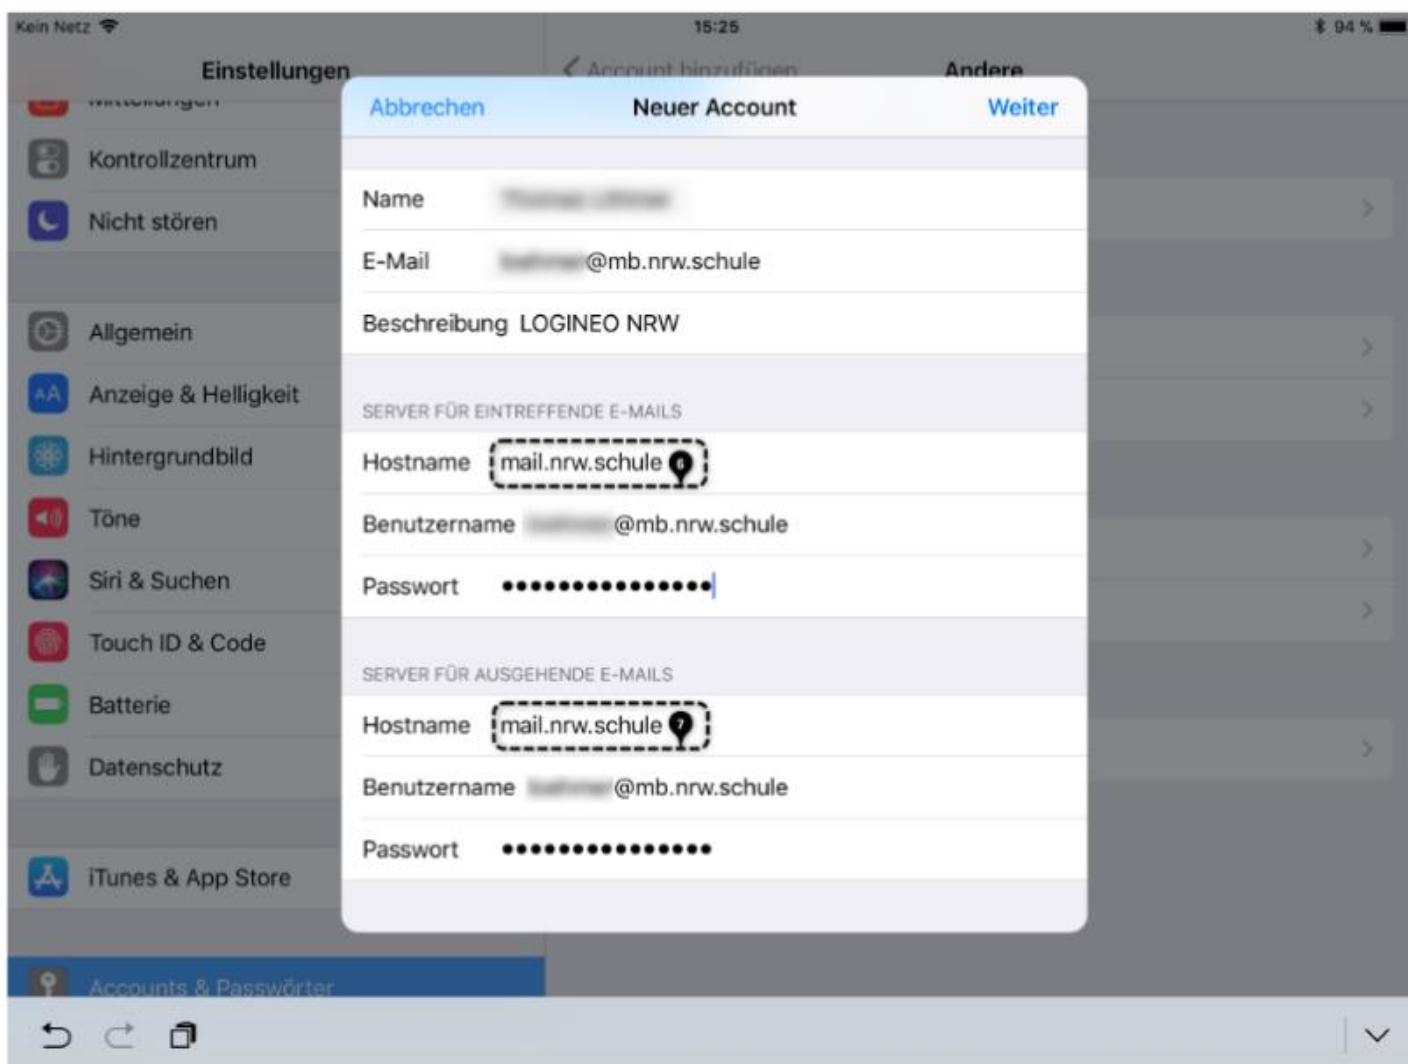 Kein Netz 15:25 94 %
Einstellungen
Account hinzufügen Andere
Mitteilungen
Kontrollzentrum
Nicht stören
Allgemein
Anzeige & Helligkeit
Hintergrundbild
Töne
Siri & Suchen
Touch ID & Code
Batterie
Datenschutz
iTunes & App Store
Accounts & Passwörter
Abbrechen Neuer Account Weiter
Name
E-Mail @mb.nrw.schule
Beschreibung LOGINEO NRW
SERVER FÜR EINTREFFENDE E-MAILS
Hostname mail.nrw.schule 6
Benutzername @mb.nrw.schule
Passwort •••••••••••••••
SERVER FÜR AUSGEHENDE E-MAILS
Hostname mail.nrw.schule 7
Benutzername @mb.nrw.schule
Passwort •••••••••••••••